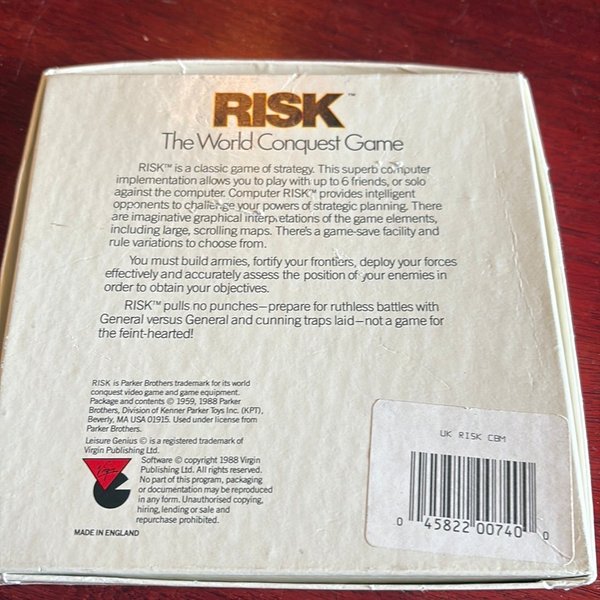 RISK™
The World Conquest Game
RISK™ is a classic game of strategy. This superb computer
implementation allows you to play with up to 6 friends, or solo
against the computer. Computer RISK™ provides intelligent
opponents to challenge your powers of strategic planning. There
are imaginative graphical interpretations of the game elements,
including large, scrolling maps. There's a game-save facility and
rule variations to choose from.
You must build armies, fortify your frontiers, deploy your forces
effectively and accurately assess the position of your enemies in
order to obtain your objectives.
RISK™ pulls no punches—prepare for ruthless battles with
General versus General and cunning traps laid—not a game for
the feint-hearted!
RISK is Parker Brothers trademark for its world
conquest video game and game equipment.
Package and contents © 1959, 1988 Parker
Brothers, Division of Kenner Parker Toys Inc. (KPT),
Beverly, MA USA 01915. Used under license from
Parker Brothers.
Leisure Genius © is a registered trademark of
Virgin Publishing Ltd.
Software © copyright 1988 Virgin
Publishing Ltd. All rights reserved.
No part of this program, packaging
or documentation may be reproduced
in any form. Unauthorised copying,
hiring, lending or sale and
repurchase prohibited.
MADE IN ENGLAND
UK RISK CBM
0 45822 00740 0